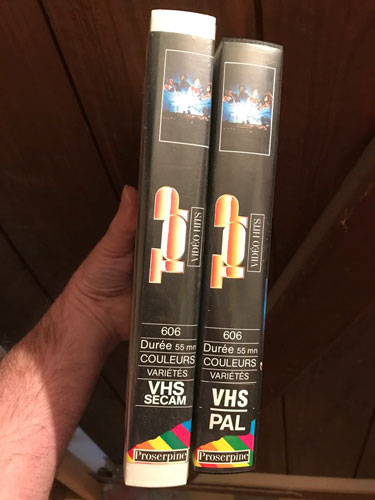 VIDÉO HITS
606
Durée 55 mn
COULEURS
VARIÉTÉS
VHS
SECAM
Proserpine
VIDÉO HITS
606
Durée 55 mn
COULEURS
VARIÉTÉS
VHS
PAL
Proserpine